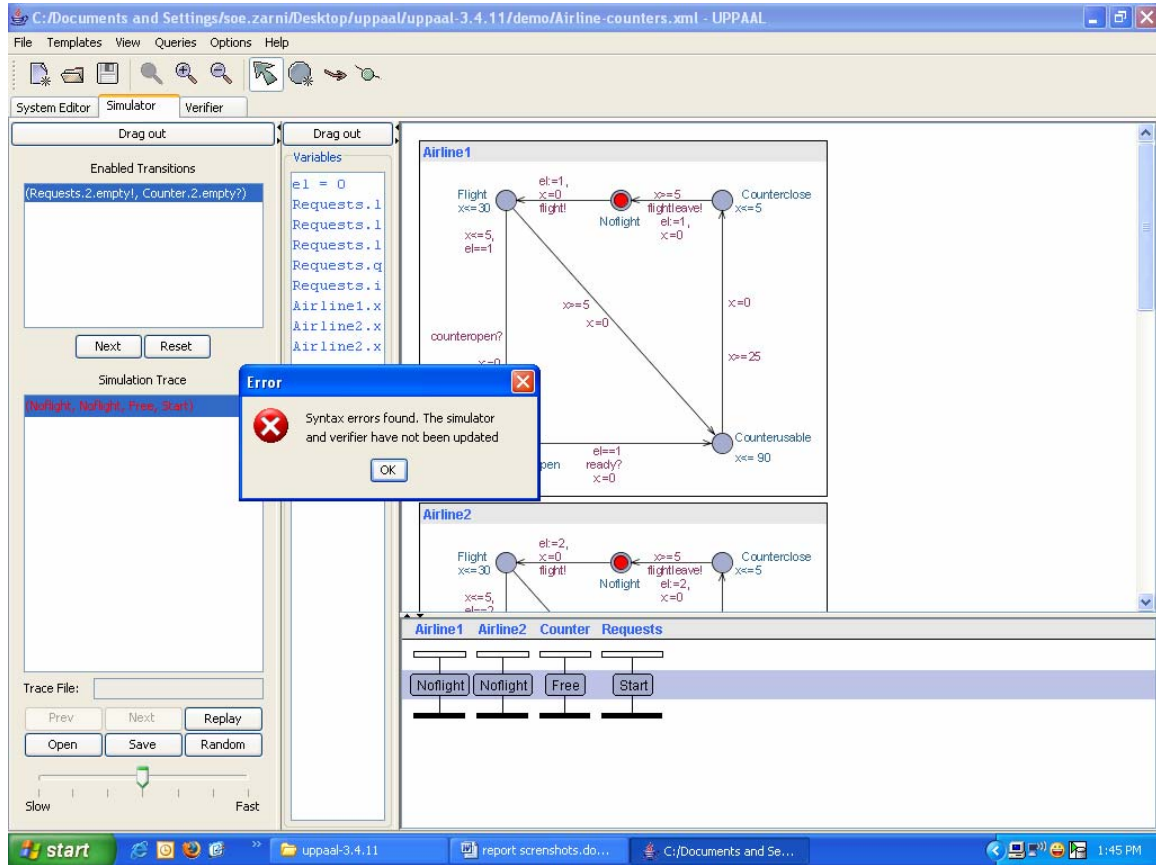 C:/Documents and Settings/soe.zarni/Desktop/uppaal/uppaal-3.4.11/demo/Airline-counters.xml - UPPAAL
File Templates View Queries Options Help
System Editor Simulator Verifier
Drag out
Enabled Transitions
(Requests.2.empty!, Counter.2.empty?)
Next Reset
Simulation Trace
(Noflight, Noflight, Free, Start)
Trace File:
Prev Next Replay
Open Save Random
Slow Fast
Drag out
Variables
el = 0
Requests.l
Requests.l
Requests.l
Requests.q
Requests.i
Airline1.x
Airline2.x
Airline2.x
Error
Syntax errors found. The simulator
and verifier have not been updated
OK
Airline1
Flight
x<=30
el:=1,
x:=0
flight!
Noflight
x>=5
flightleave!
el:=1,
x:=0
Counterclose
x<=5
x<=5,
el==1
counteropen?
x:=0
x>=5
x:=0
x:=0
x>=25
Counterusable
x<= 90
pen
el==1
ready?
x:=0
Airline2
Flight
x<=30
el:=2,
x:=0
flight!
Noflight
x>=5
flightleave!
el:=2,
x:=0
Counterclose
x<=5
x<=5,
el==2
Airline1 Airline2 Counter Requests
Noflight Noflight Free Start
start
uppaal-3.4.11
report screnshots.do...
C:/Documents and Se...
1:45 PM